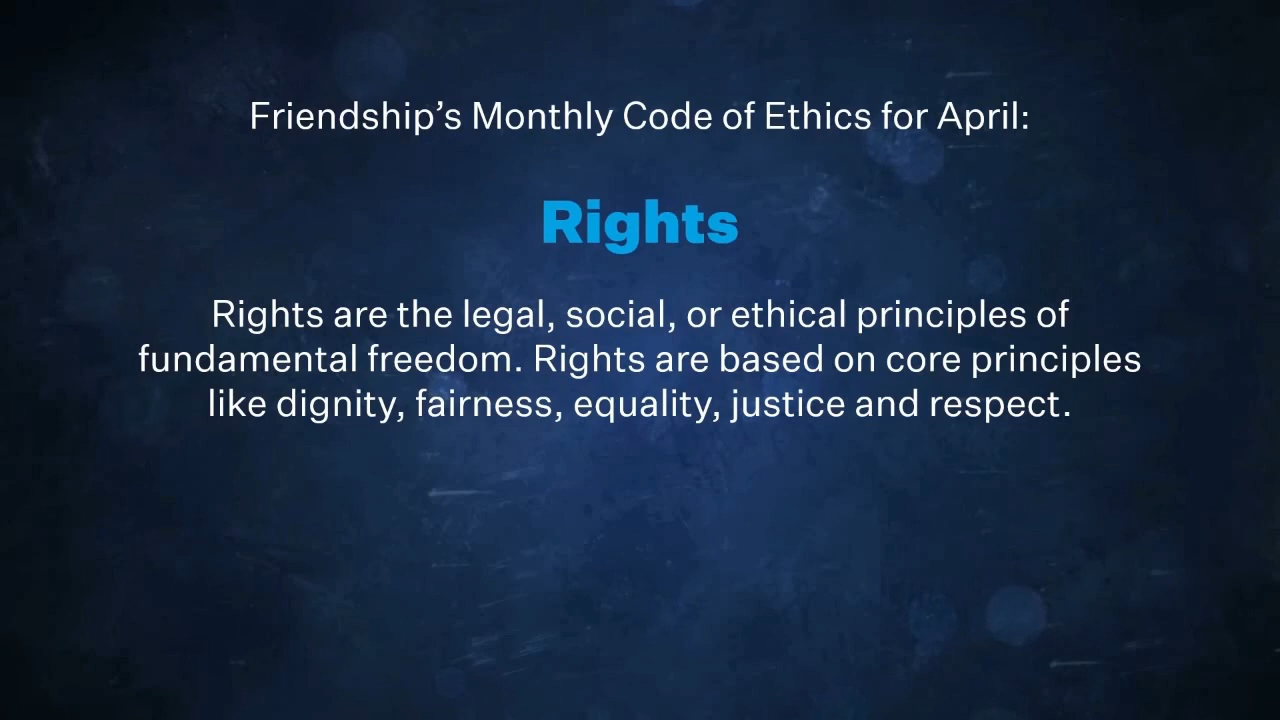 Friendship’s Monthly Code of Ethics for April:
Rights
Rights are the legal, social, or ethical principles of
fundamental freedom. Rights are based on core principles
like dignity, fairness, equality, justice and respect.